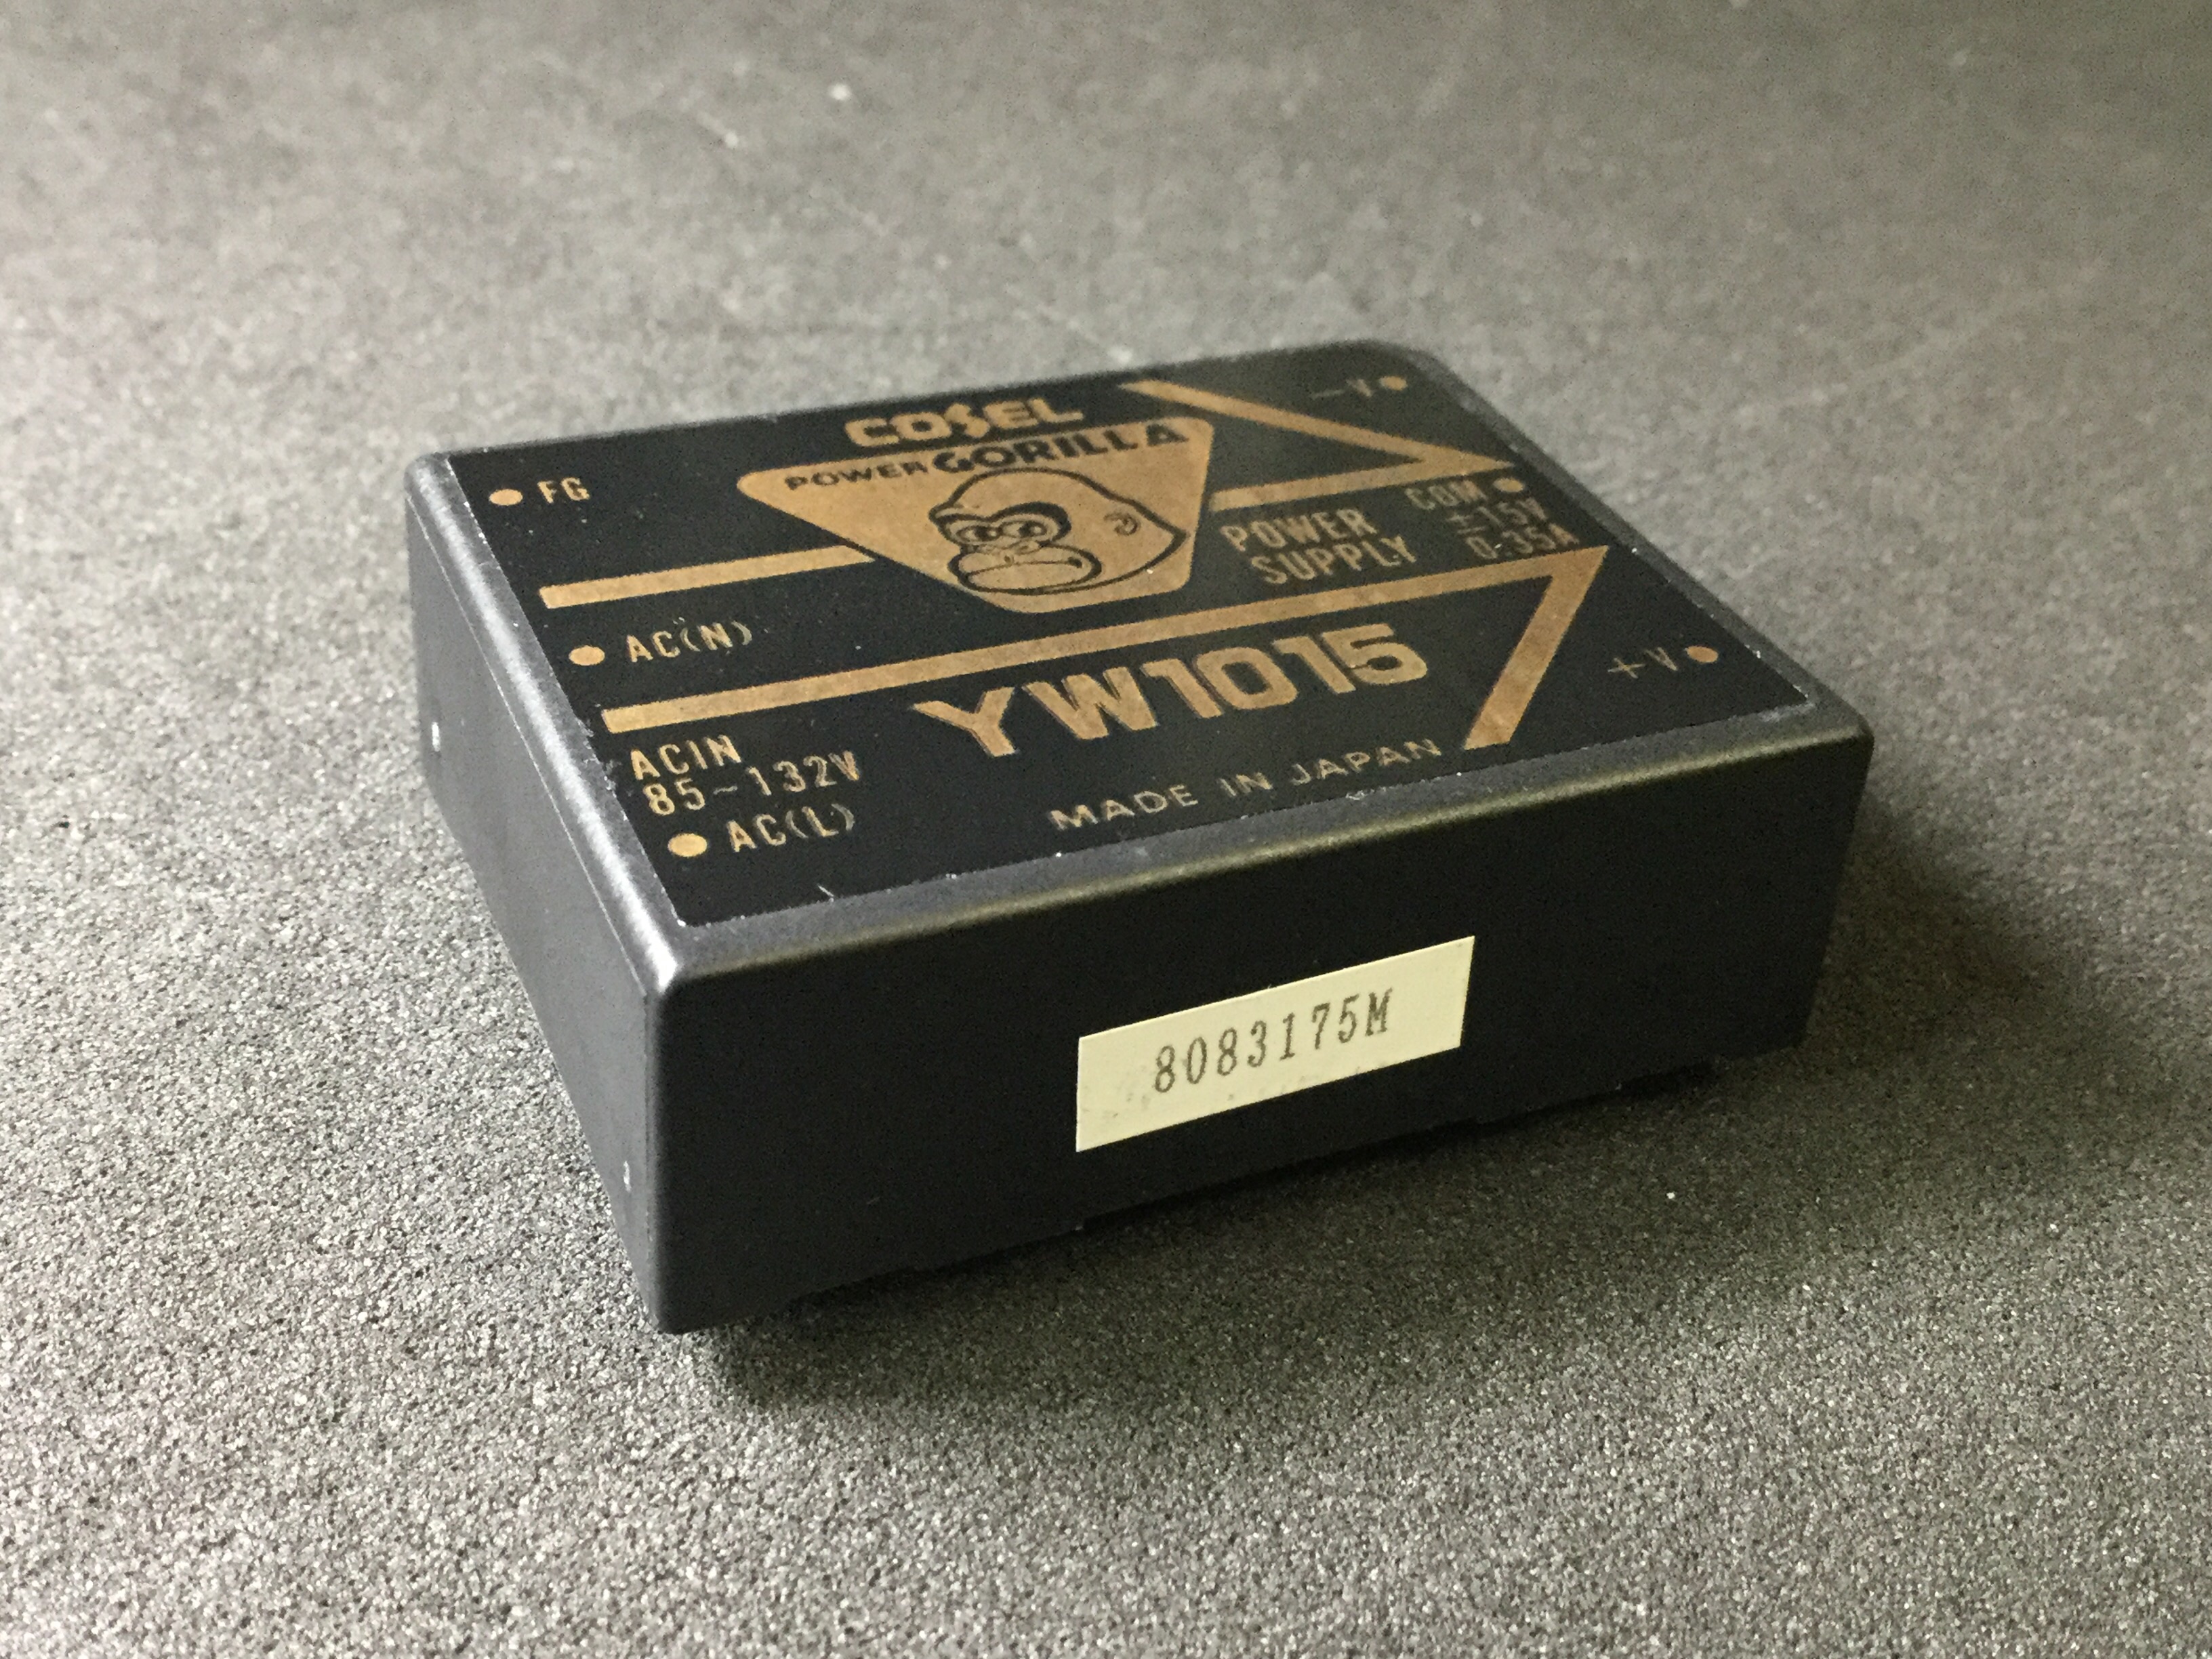 COSEL
POWER GORILLA
FG
−V
COM
±15V
0.35A
POWER
SUPPLY
AC(N)
+V
YW1015
ACIN
85~132V
AC(L)
MADE IN JAPAN
8083175M